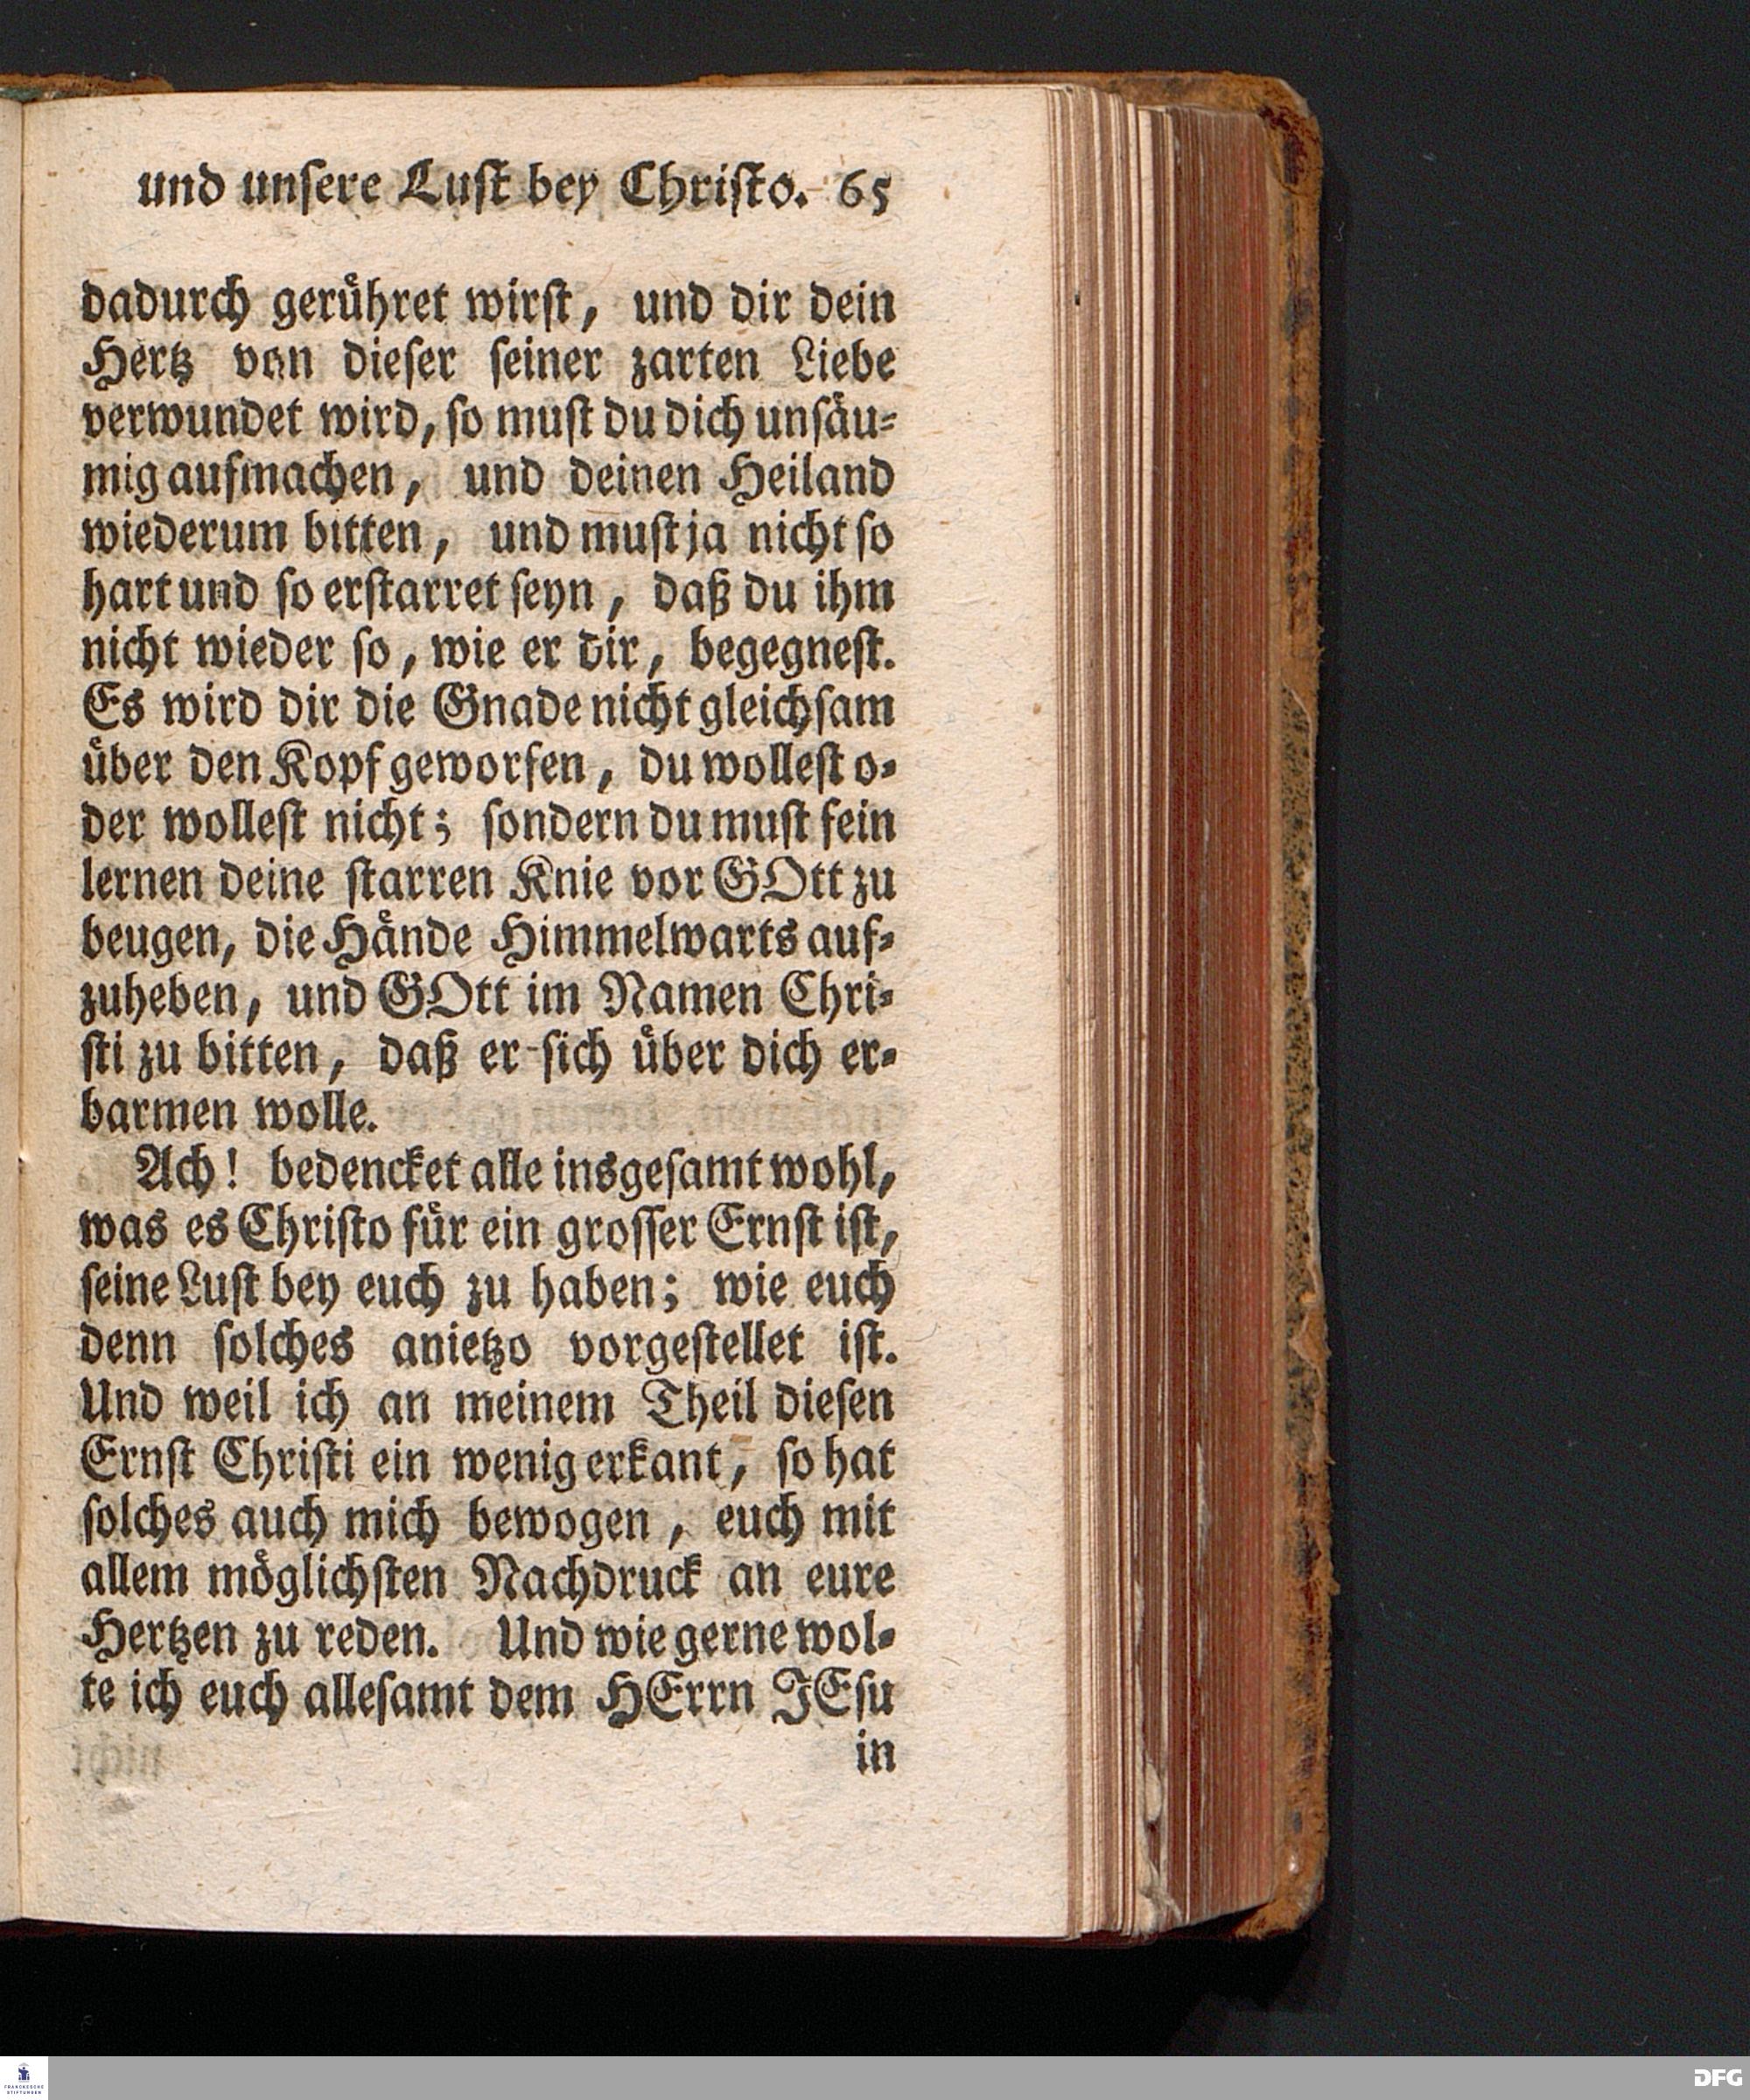 und unſere Luſt bey Chriſto. 65
dadurch gerühret wirſt, und dir dein
Hertz von dieſer ſeiner zarten Liebe
verwundet wird, ſo muſt du dich unſäu⸗
mig aufmachen, und deinen Heiland
wiederum bitten, und muſt ja nicht ſo
hart und ſo erſtarret ſeyn, daß du ihm
nicht wieder ſo, wie er dir, begegneſt.
Es wird dir die Gnade nicht gleichſam
über den Kopf geworfen, du wolleſt o⸗
der wolleſt nicht; ſondern du muſt fein
lernen deine ſtarren Knie vor GOtt zu
beugen, die Hände Himmelwarts auf⸗
zuheben, und GOtt im Namen Chri⸗
ſti zu bitten, daß er ſich über dich er⸗
barmen wolle.
Ach! bedencket alle insgeſamt wohl,
was es Chriſto für ein groſſer Ernſt iſt,
ſeine Luſt bey euch zu haben; wie euch
denn ſolches anietzo vorgeſtellet iſt.
Und weil ich an meinem Theil dieſen
Ernſt Chriſti ein wenig erkant, ſo hat
ſolches auch mich bewogen, euch mit
allem möglichſten Nachdruck an eure
Hertzen zu reden. Und wie gerne wol⸗
te ich euch alleſamt dem HErrn JEſu
in
FRANCKESCHE
STIFTUNGEN
DFG